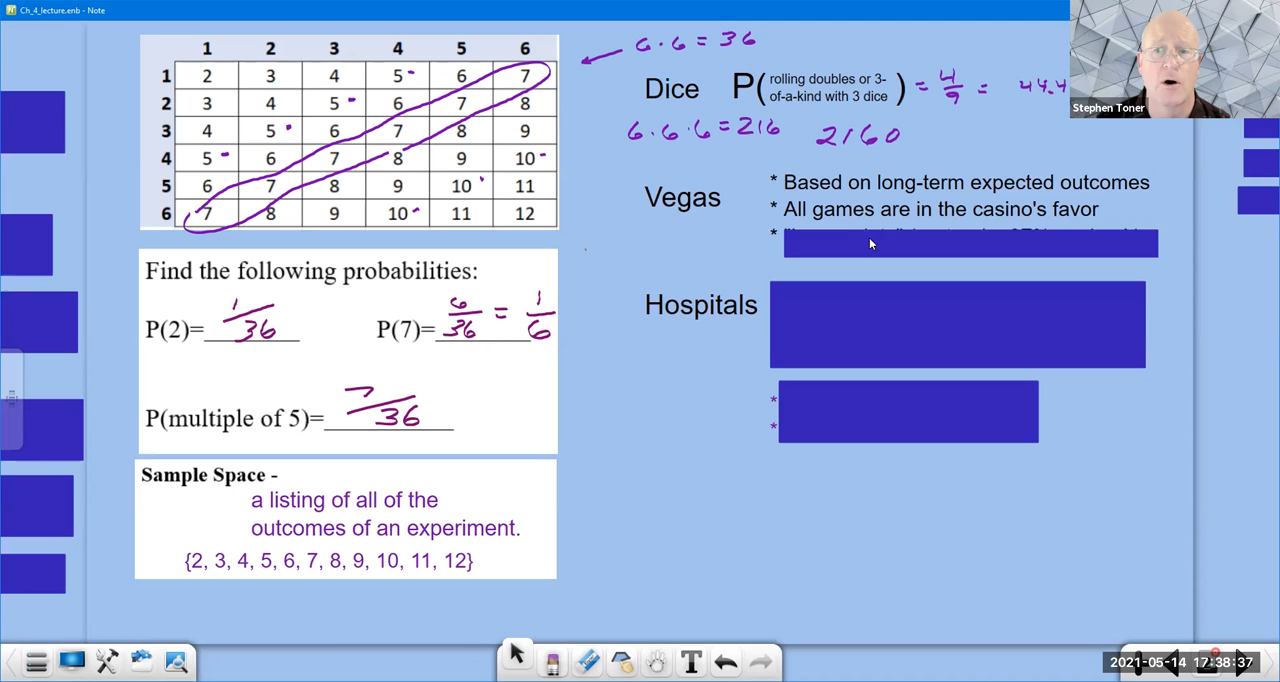 Ch_4_lecture.enb - Note
1 2 3 4 5 6
1 2 3 4 5 6 7
2 3 4 5 6 7 8
3 4 5 6 7 8 9
4 5 6 7 8 9 10
5 6 7 8 9 10 11
6 7 8 9 10 11 12
Find the following probabilities:
P(2)= 1/36 P(7)= 6/36 = 1/6
P(multiple of 5)= 7/36
Sample Space -
a listing of all of the
outcomes of an experiment.
{2, 3, 4, 5, 6, 7, 8, 9, 10, 11, 12}
6·6=36
Dice P(rolling doubles or 3-
of-a-kind with 3 dice) = 4/9 = 44.4
6·6·6=216 2160
Vegas
* Based on long-term expected outcomes
* All games are in the casino's favor
*
Hospitals
*
*
Stephen Toner
T
2021-05-14 17:38:37